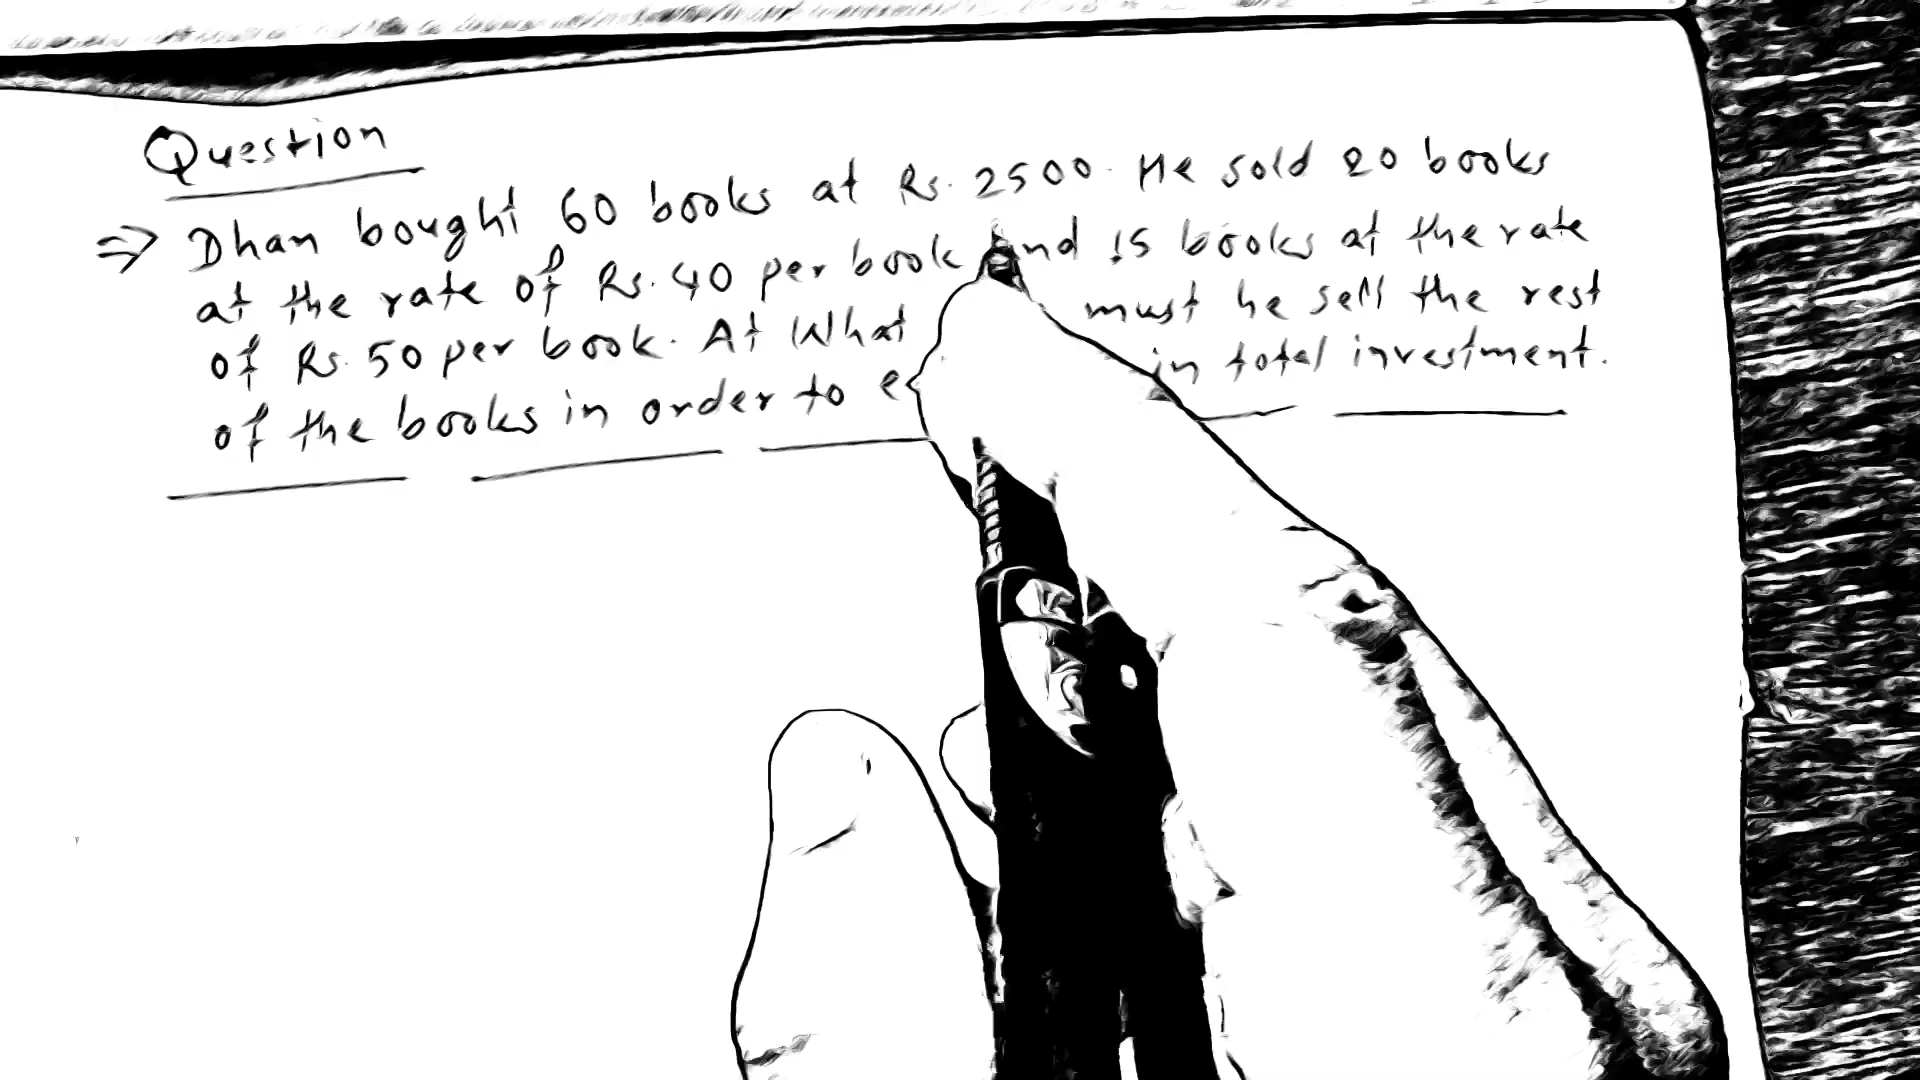 Question
⇒ Dhan bought 60 books at Rs. 2500. He sold 20 books
at the rate of Rs. 40 per book and 15 books at the rate
of Rs. 50 per book. At What must he sell the rest
of the books in order to in total investment.